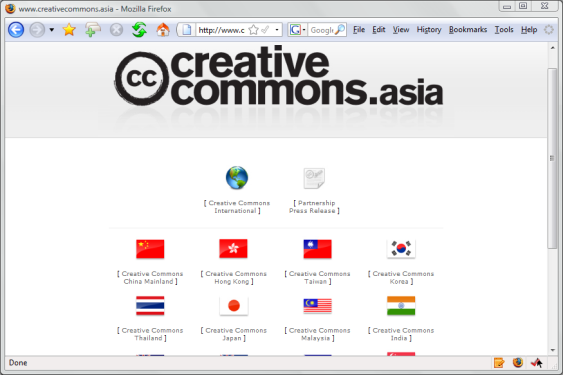 www.creativecommons.asia - Mozilla Firefox
http://www.c
G
Google
File Edit View History Bookmarks Tools Help
cc creative
commons.asia
[ Creative Commons
International ]
[ Partnership
Press Release ]
[ Creative Commons
China Mainland ]
[ Creative Commons
Hong Kong ]
[ Creative Commons
Taiwan ]
[ Creative Commons
Korea ]
[ Creative Commons
Thailand ]
[ Creative Commons
Japan ]
[ Creative Commons
Malaysia ]
[ Creative Commons
India ]
Done